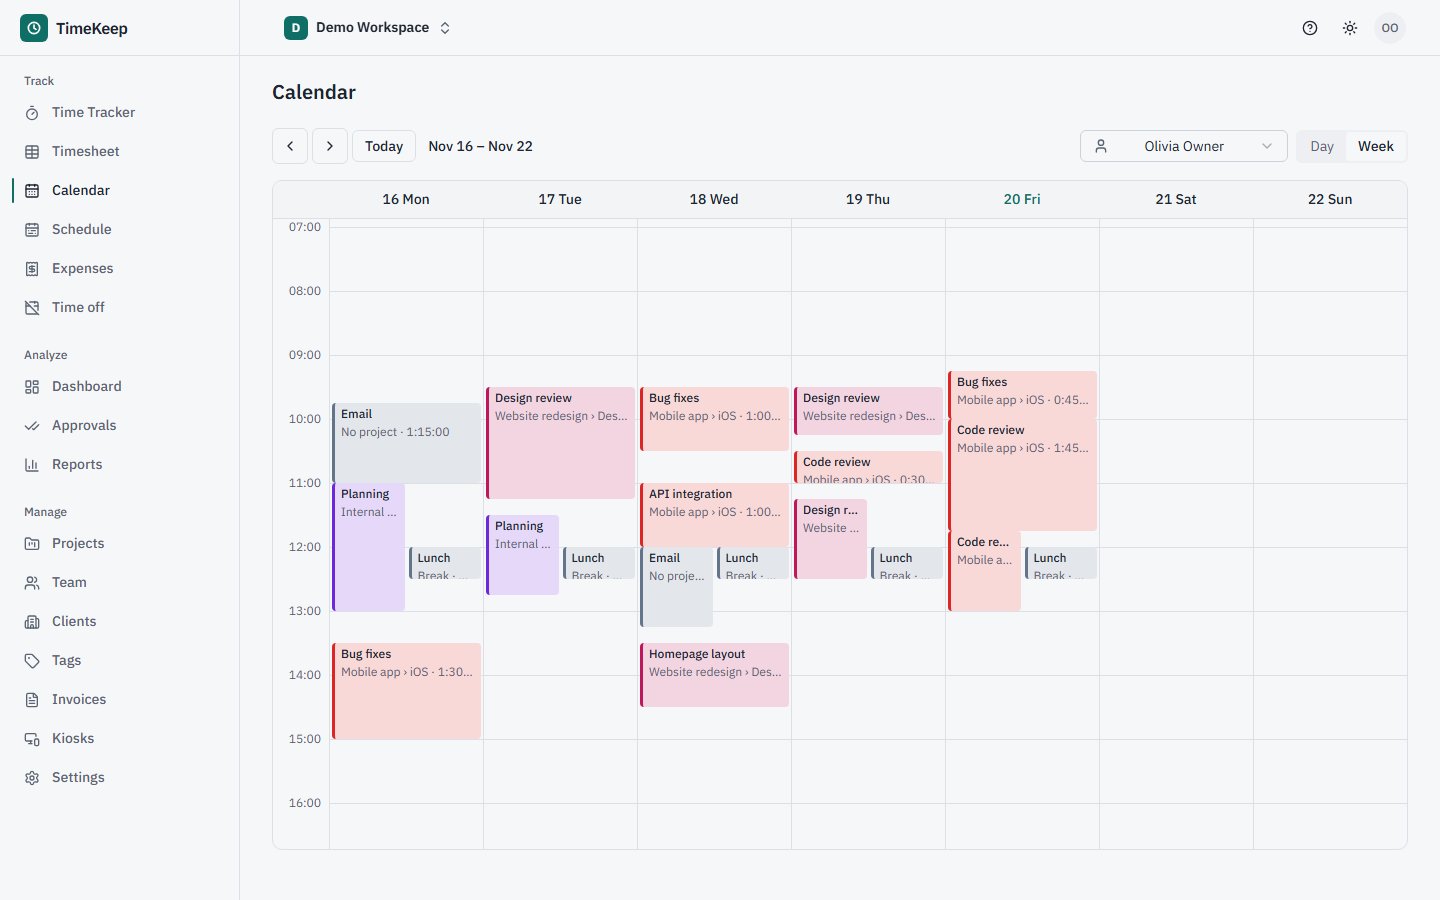 TimeKeep
D Demo Workspace
OO
Track
Time Tracker
Timesheet
Calendar
Schedule
Expenses
Time off
Analyze
Dashboard
Approvals
Reports
Manage
Projects
Team
Clients
Tags
Invoices
Kiosks
Settings
Calendar
Today
Nov 16 – Nov 22
Olivia Owner
Day
Week
16 Mon
17 Tue
18 Wed
19 Thu
20 Fri
21 Sat
22 Sun
07:00
08:00
09:00
10:00
11:00
12:00
13:00
14:00
15:00
16:00
Email
No project · 1:15:00
Planning
Internal ...
Lunch
Break · ...
Bug fixes
Mobile app › iOS · 1:30...
Design review
Website redesign › Des...
Planning
Internal ...
Lunch
Break · ...
Bug fixes
Mobile app › iOS · 1:00...
API integration
Mobile app › iOS · 1:00...
Email
No proje...
Lunch
Break · ...
Homepage layout
Website redesign › Des...
Design review
Website redesign › Des...
Code review
Mobile app › iOS · 0:30...
Design r...
Website ...
Lunch
Break · ...
Bug fixes
Mobile app › iOS · 0:45...
Code review
Mobile app › iOS · 1:45...
Code re...
Mobile a...
Lunch
Break · ...